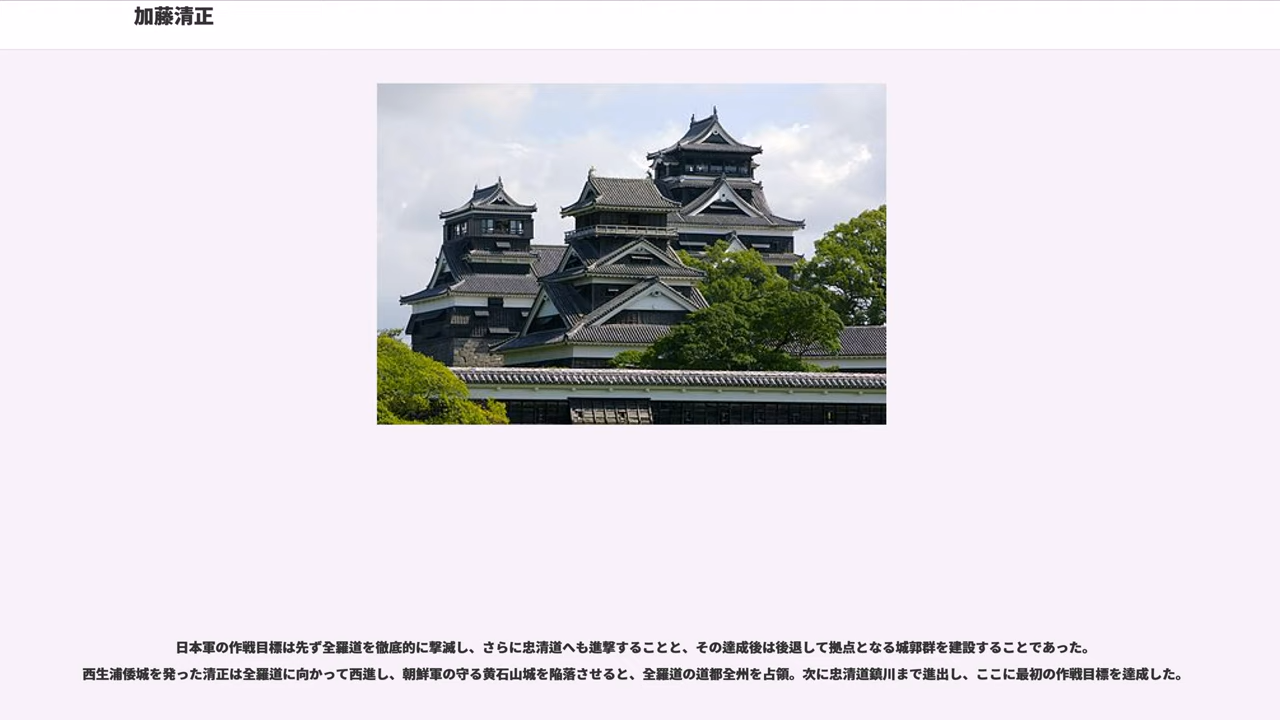 加藤清正
日本軍の作戦目標は先ず全羅道を徹底的に撃滅し、さらに忠清道へも進撃することと、その達成後は後退して拠点となる城郭群を建設することであった。
西生浦倭城を発った清正は全羅道に向かって西進し、朝鮮軍の守る黄石山城を陥落させると、全羅道の道都全州を占領。次に忠清道鎮川まで進出し、ここに最初の作戦目標を達成した。